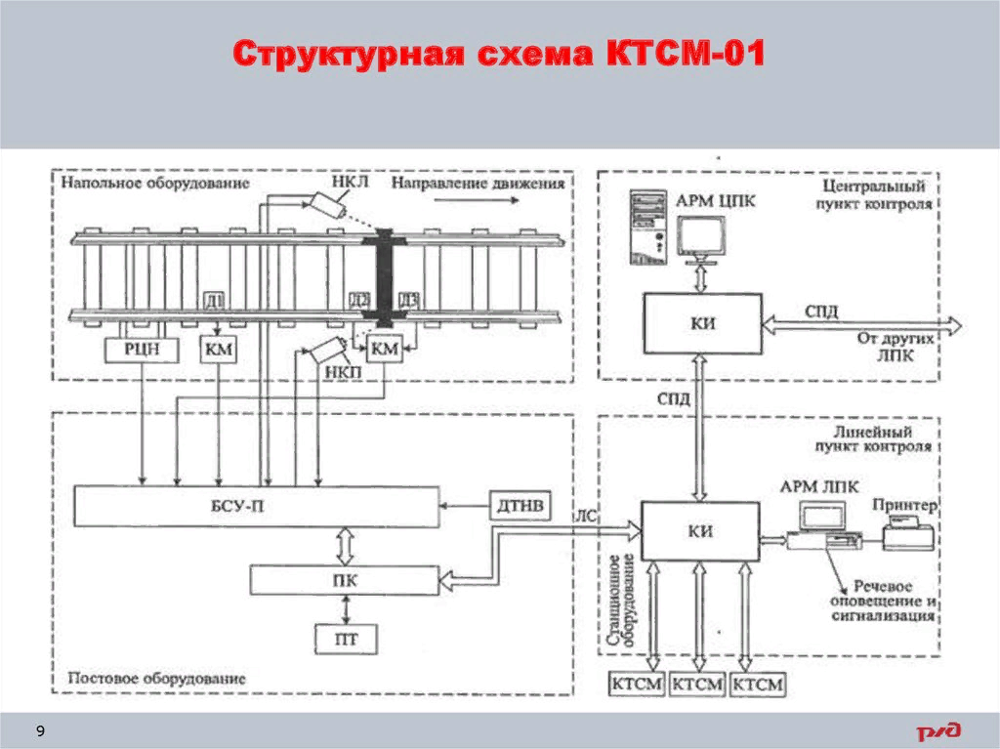 Структурная схема КТСМ-01
Напольное оборудование
НКЛ
Направление движения
Д1
Д2
Д3
РЦН
КМ
НКП
КМ
Центральный
пункт контроля
АРМ ЦПК
КИ
СПД
От других
ЛПК
СПД
БСУ-П
ДТНВ
ПК
ПТ
Постовое оборудование
ЛС
Линейный
пункт контроля
АРМ ЛПК
Принтер
КИ
Станционное
оборудование
Речевое
оповещение и
сигнализация
КТСМ
КТСМ
КТСМ
9
ржд